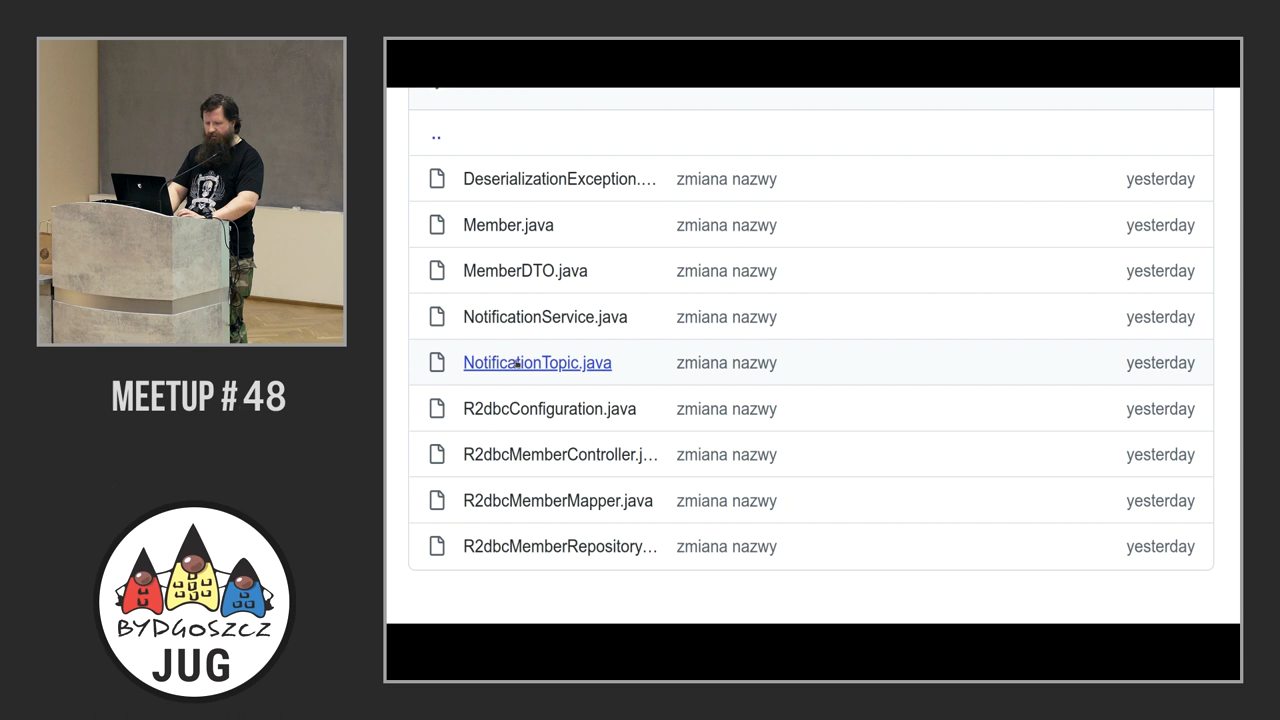 MEETUP # 48
BYDGOSZCZ
JUG
..
DeserializationException.… zmiana nazwy yesterday
Member.java zmiana nazwy yesterday
MemberDTO.java zmiana nazwy yesterday
NotificationService.java zmiana nazwy yesterday
NotificationTopic.java zmiana nazwy yesterday
R2dbcConfiguration.java zmiana nazwy yesterday
R2dbcMemberController.j… zmiana nazwy yesterday
R2dbcMemberMapper.java zmiana nazwy yesterday
R2dbcMemberRepository… zmiana nazwy yesterday